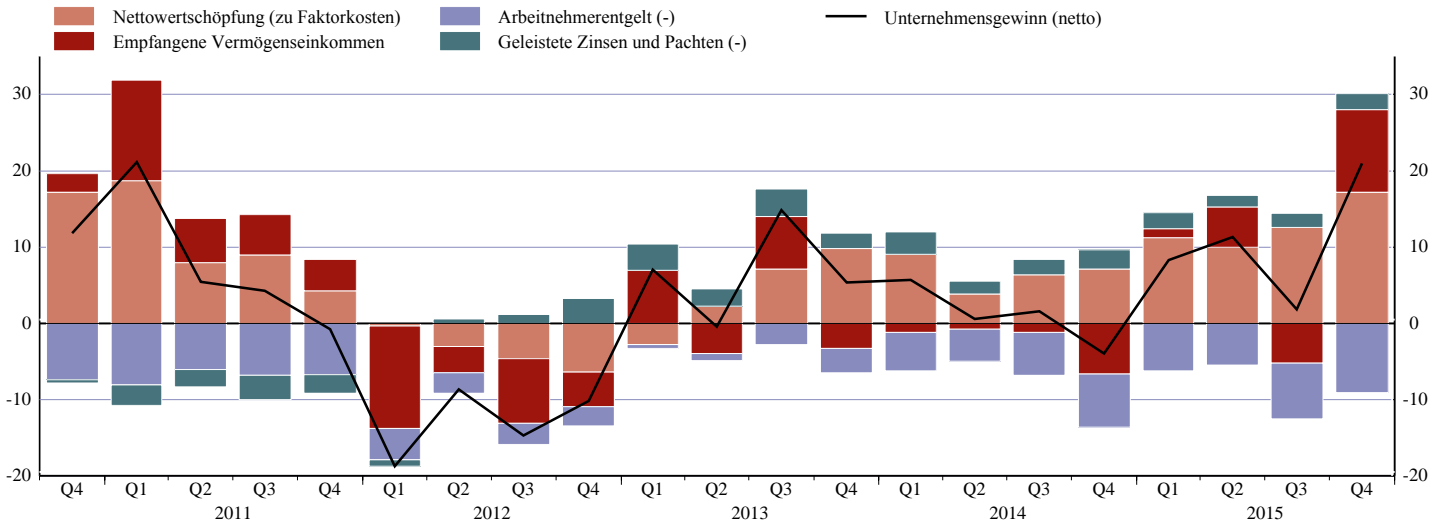 Nettowertschöpfung (zu Faktorkosten)
Arbeitnehmerentgelt (-)
Unternehmensgewinn (netto)
Empfangene Vermögenseinkommen
Geleistete Zinsen und Pachten (-)
30 30
20 20
10 10
0 0
-10 -10
-20 -20
Q4 Q1 Q2 Q3 Q4 Q1 Q2 Q3 Q4 Q1 Q2 Q3 Q4 Q1 Q2 Q3 Q4 Q1 Q2 Q3 Q4
2011 2012 2013 2014 2015